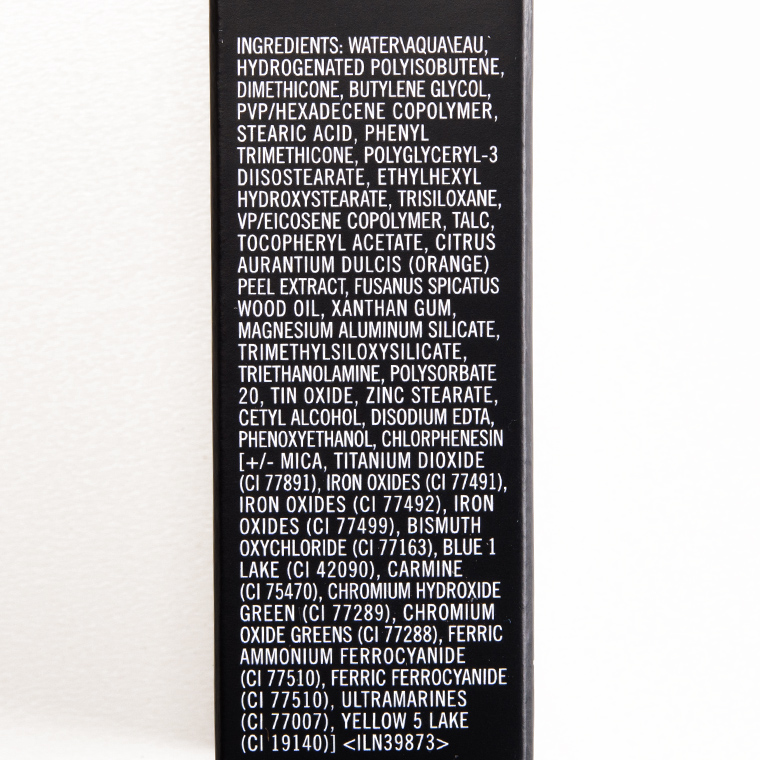 INGREDIENTS: WATER\AQUA\EAU,
HYDROGENATED POLYISOBUTENE,
DIMETHICONE, BUTYLENE GLYCOL,
PVP/HEXADECENE COPOLYMER,
STEARIC ACID, PHENYL
TRIMETHICONE, POLYGLYCERYL-3
DIISOSTEARATE, ETHYLHEXYL
HYDROXYSTEARATE, TRISILOXANE,
VP/EICOSENE COPOLYMER, TALC,
TOCOPHERYL ACETATE, CITRUS
AURANTIUM DULCIS (ORANGE)
PEEL EXTRACT, FUSANUS SPICATUS
WOOD OIL, XANTHAN GUM,
MAGNESIUM ALUMINUM SILICATE,
TRIMETHYLSILOXYSILICATE,
TRIETHANOLAMINE, POLYSORBATE
20, TIN OXIDE, ZINC STEARATE,
CETYL ALCOHOL, DISODIUM EDTA,
PHENOXYETHANOL, CHLORPHENESIN
[+/- MICA, TITANIUM DIOXIDE
(CI 77891), IRON OXIDES (CI 77491),
IRON OXIDES (CI 77492), IRON
OXIDES (CI 77499), BISMUTH
OXYCHLORIDE (CI 77163), BLUE 1
LAKE (CI 42090), CARMINE
(CI 75470), CHROMIUM HYDROXIDE
GREEN (CI 77289), CHROMIUM
OXIDE GREENS (CI 77288), FERRIC
AMMONIUM FERROCYANIDE
(CI 77510), FERRIC FERROCYANIDE
(CI 77510), ULTRAMARINES
(CI 77007), YELLOW 5 LAKE
(CI 19140)] <ILN39873>